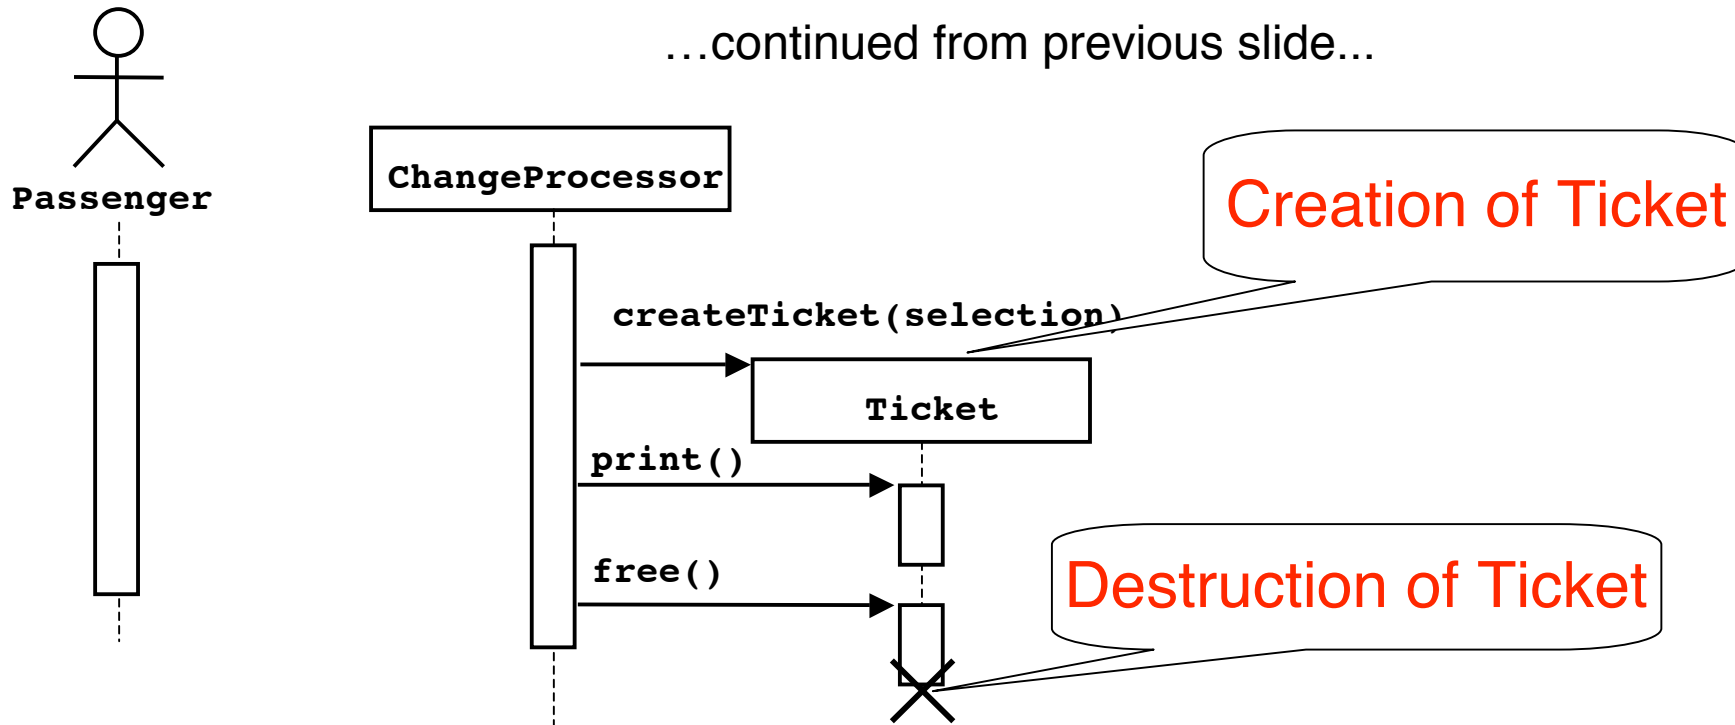 …continued from previous slide...
ChangeProcessor
Passenger
Creation of Ticket
createTicket(selection)
Ticket
print()
free()
Destruction of Ticket